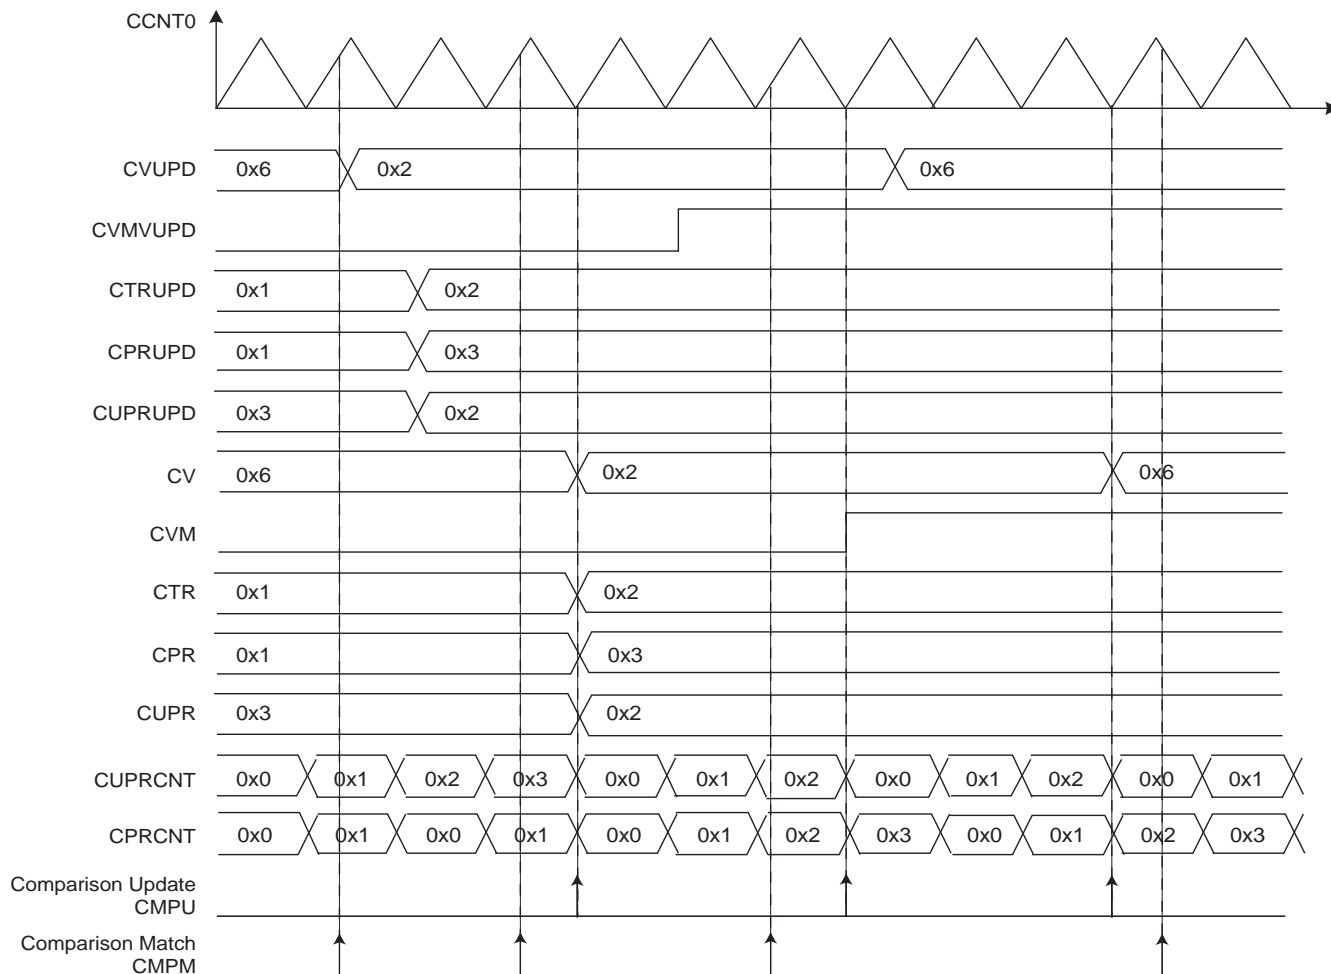 CCNT0
CVUPD 0x6 0x2 0x6
CVMVUPD
CTRUPD 0x1 0x2
CPRUPD 0x1 0x3
CUPRUPD 0x3 0x2
CV 0x6 0x2 0x6
CVM
CTR 0x1 0x2
CPR 0x1 0x3
CUPR 0x3 0x2
CUPRCNT 0x0 0x1 0x2 0x3 0x0 0x1 0x2 0x0 0x1 0x2 0x0 0x1
CPRCNT 0x0 0x1 0x0 0x1 0x0 0x1 0x2 0x3 0x0 0x1 0x2 0x3
Comparison Update
CMPU
Comparison Match
CMPM